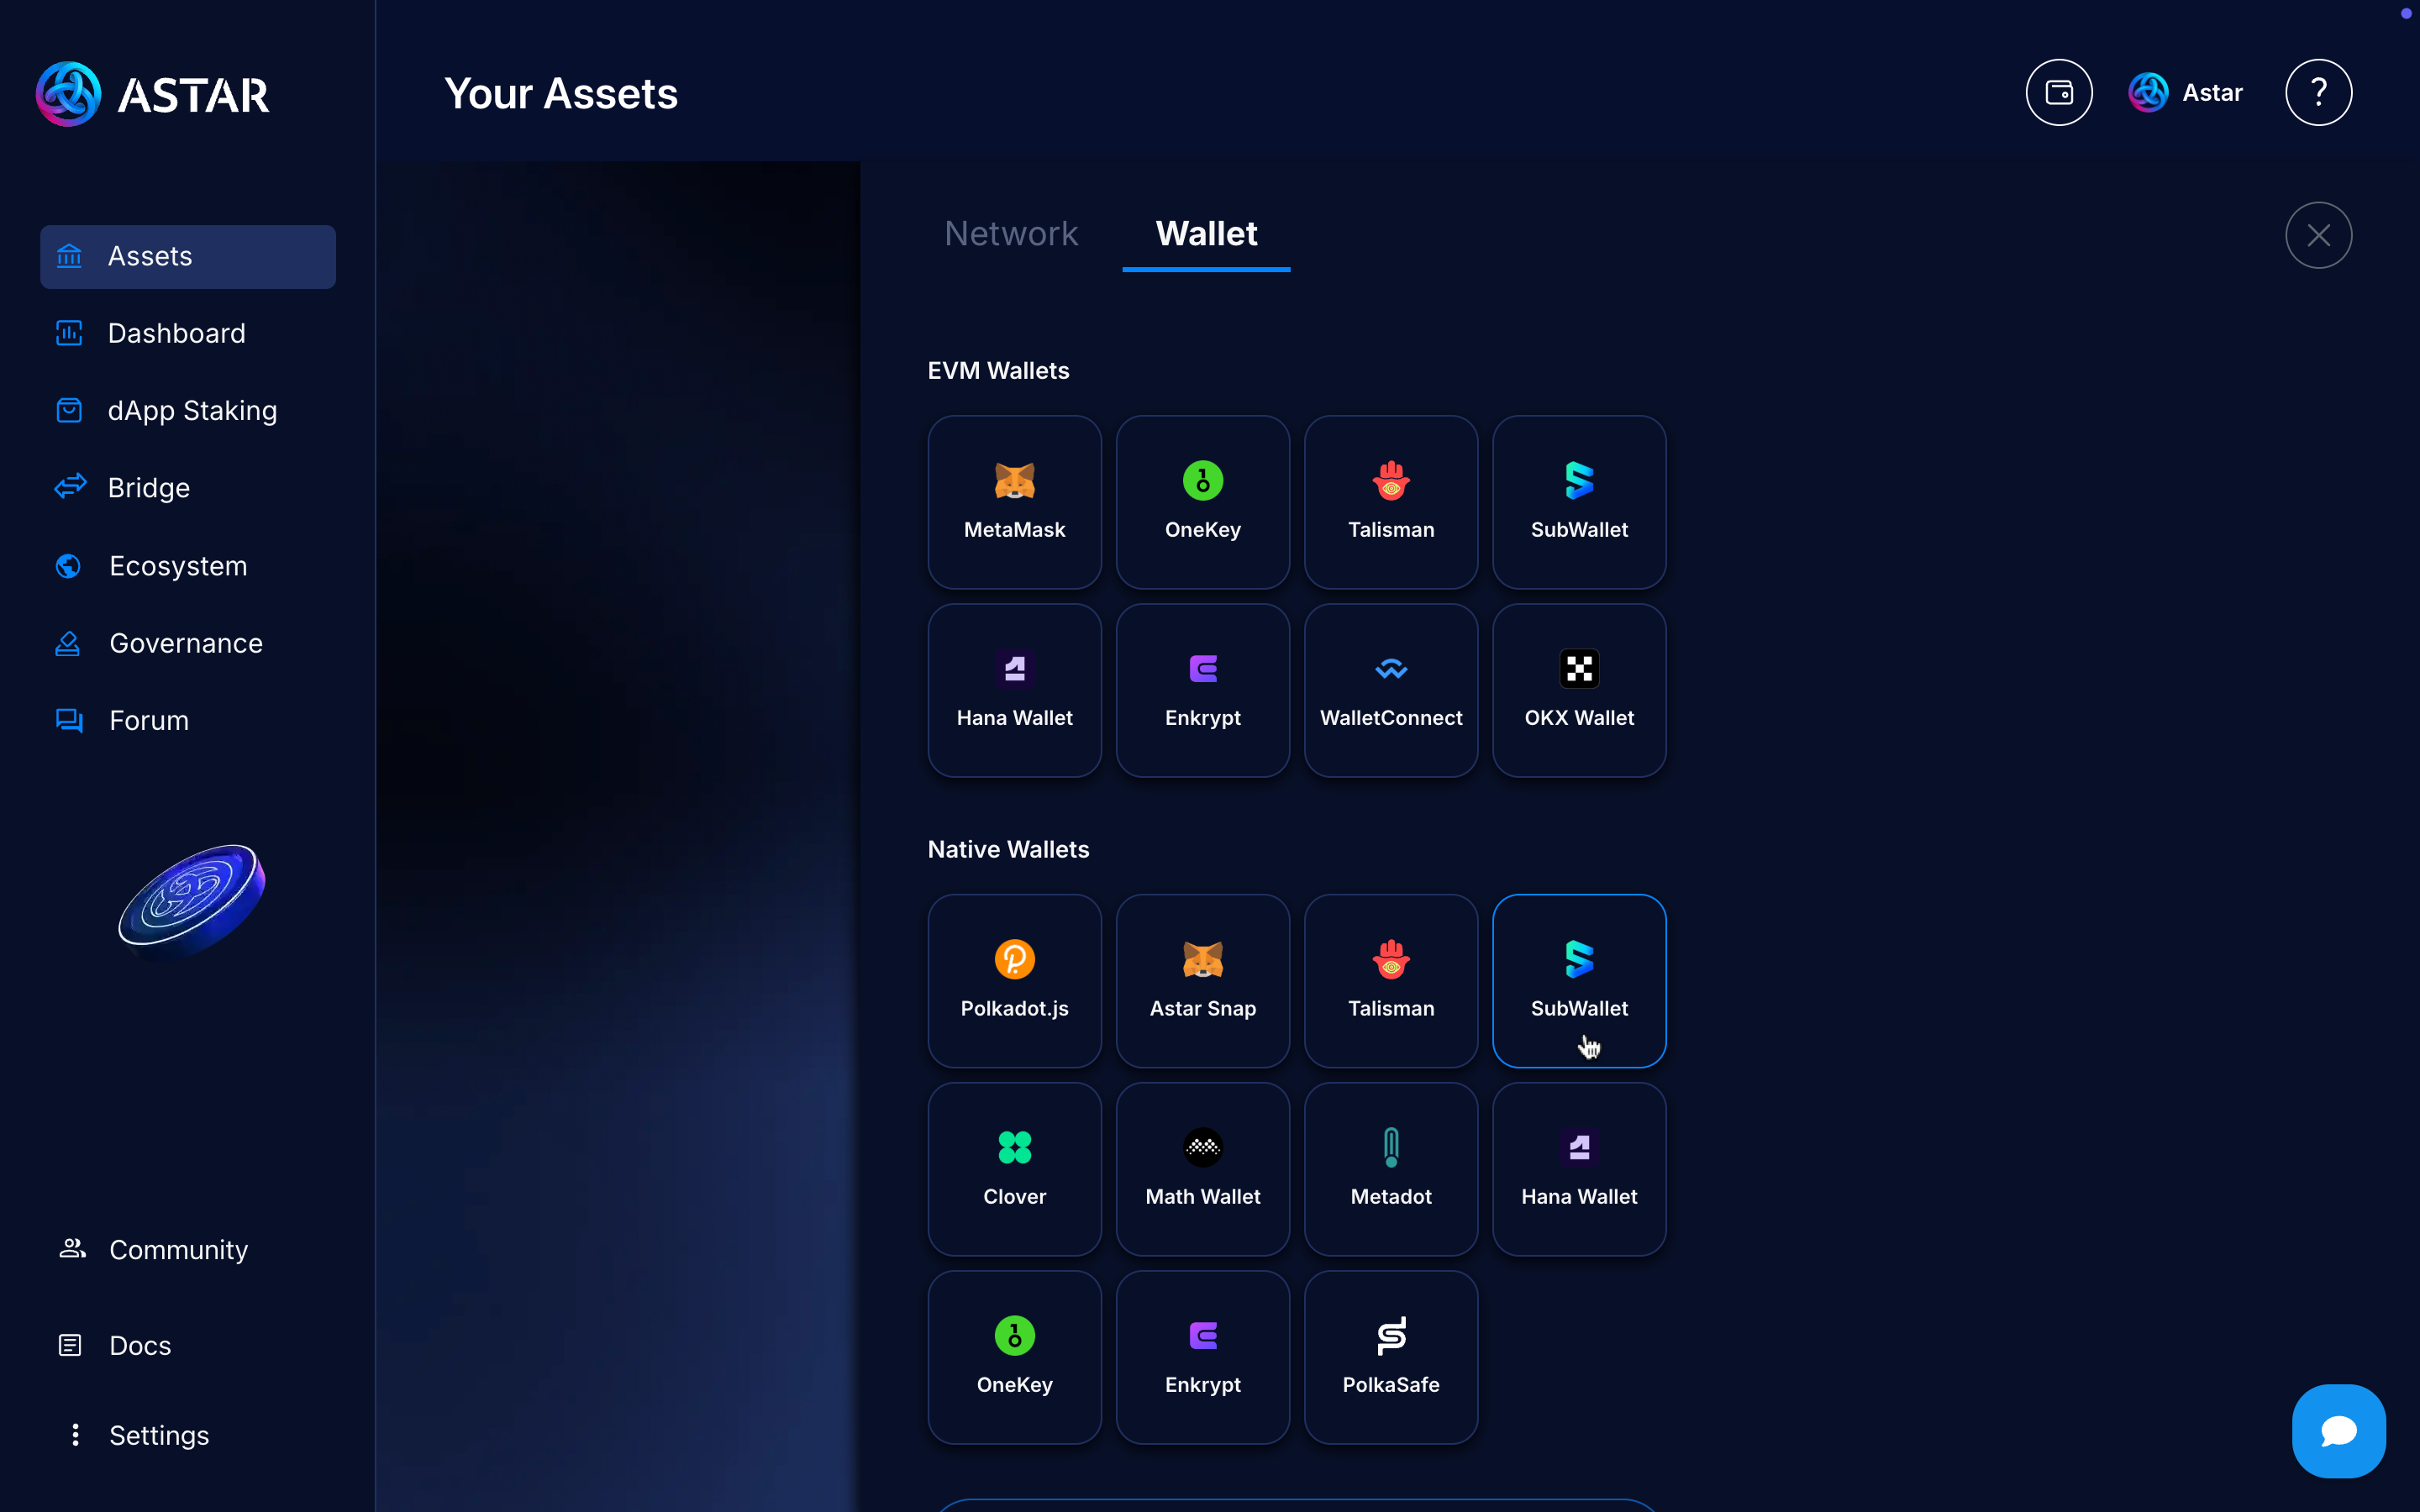 ASTAR
Your Assets
Astar
?
Assets
Dashboard
dApp Staking
Bridge
Ecosystem
Governance
Forum
Community
Docs
Settings
Network
Wallet
EVM Wallets
MetaMask
OneKey
Talisman
SubWallet
Hana Wallet
Enkrypt
WalletConnect
OKX Wallet
Native Wallets
Polkadot.js
Astar Snap
Talisman
SubWallet
Clover
Math Wallet
Metadot
Hana Wallet
OneKey
Enkrypt
PolkaSafe